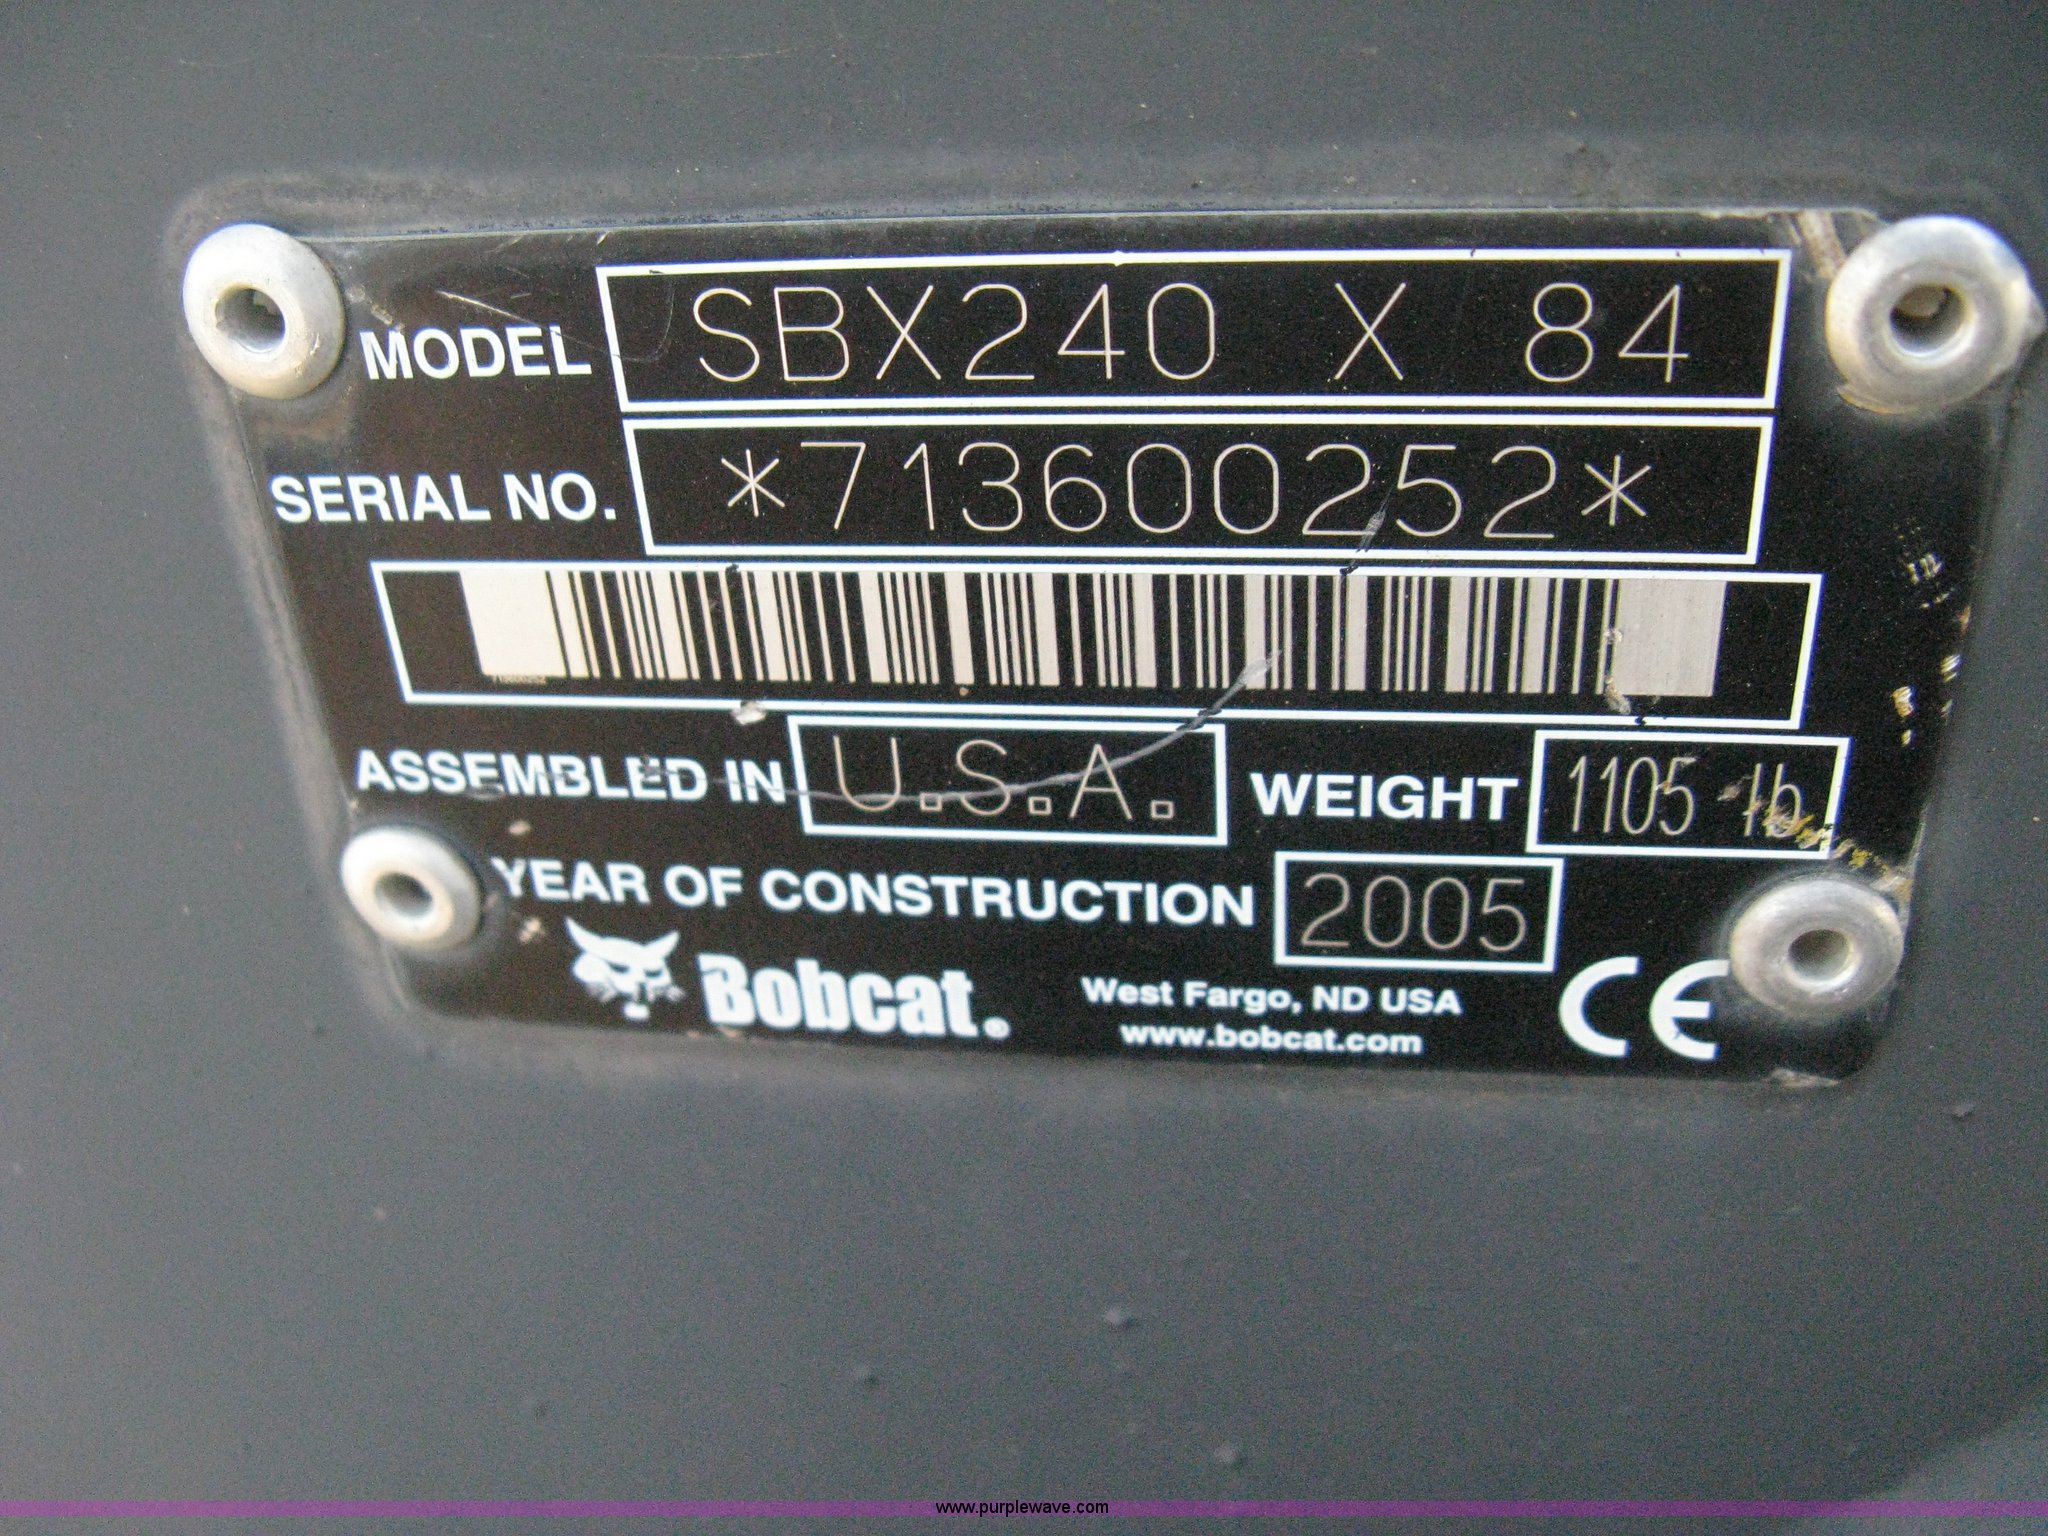 MODEL SBX240 X 84
SERIAL NO. *713600252*
ASSEMBLED IN U.S.A. WEIGHT 1105 lb
YEAR OF CONSTRUCTION 2005
Bobcat® West Fargo, ND USA
www.bobcat.com
CE
www.purplewave.com